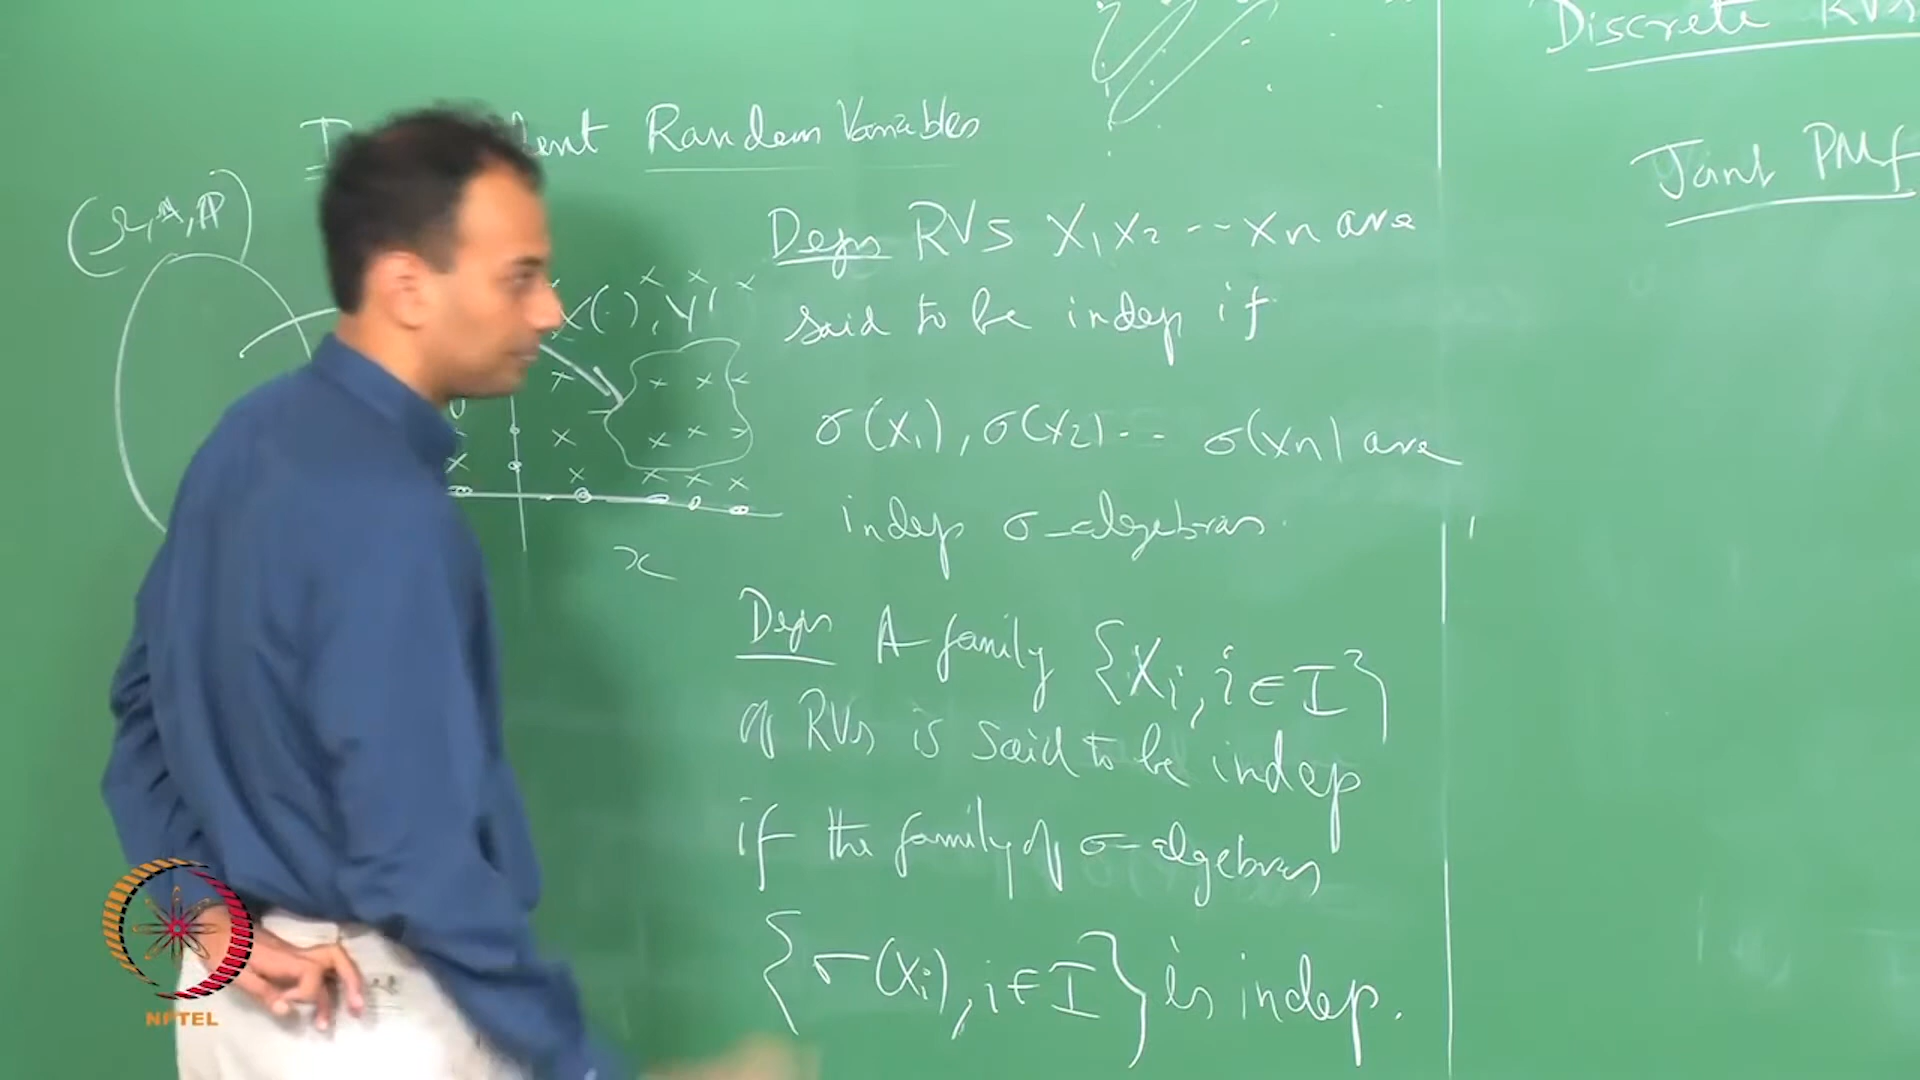 Random Variables
Defn RVs X₁ X₂ -- Xn are
said to be indep if
σ(X₁), σ(X₂) -- σ(Xn) are
indep σ-algebras.
Defn A family {Xi, i∈I}
of RVs is said to be indep
if the family of σ-algebras
{σ(Xi), i∈I} is indep.
x
Discrete RVs
Joint PMf
NPTEL